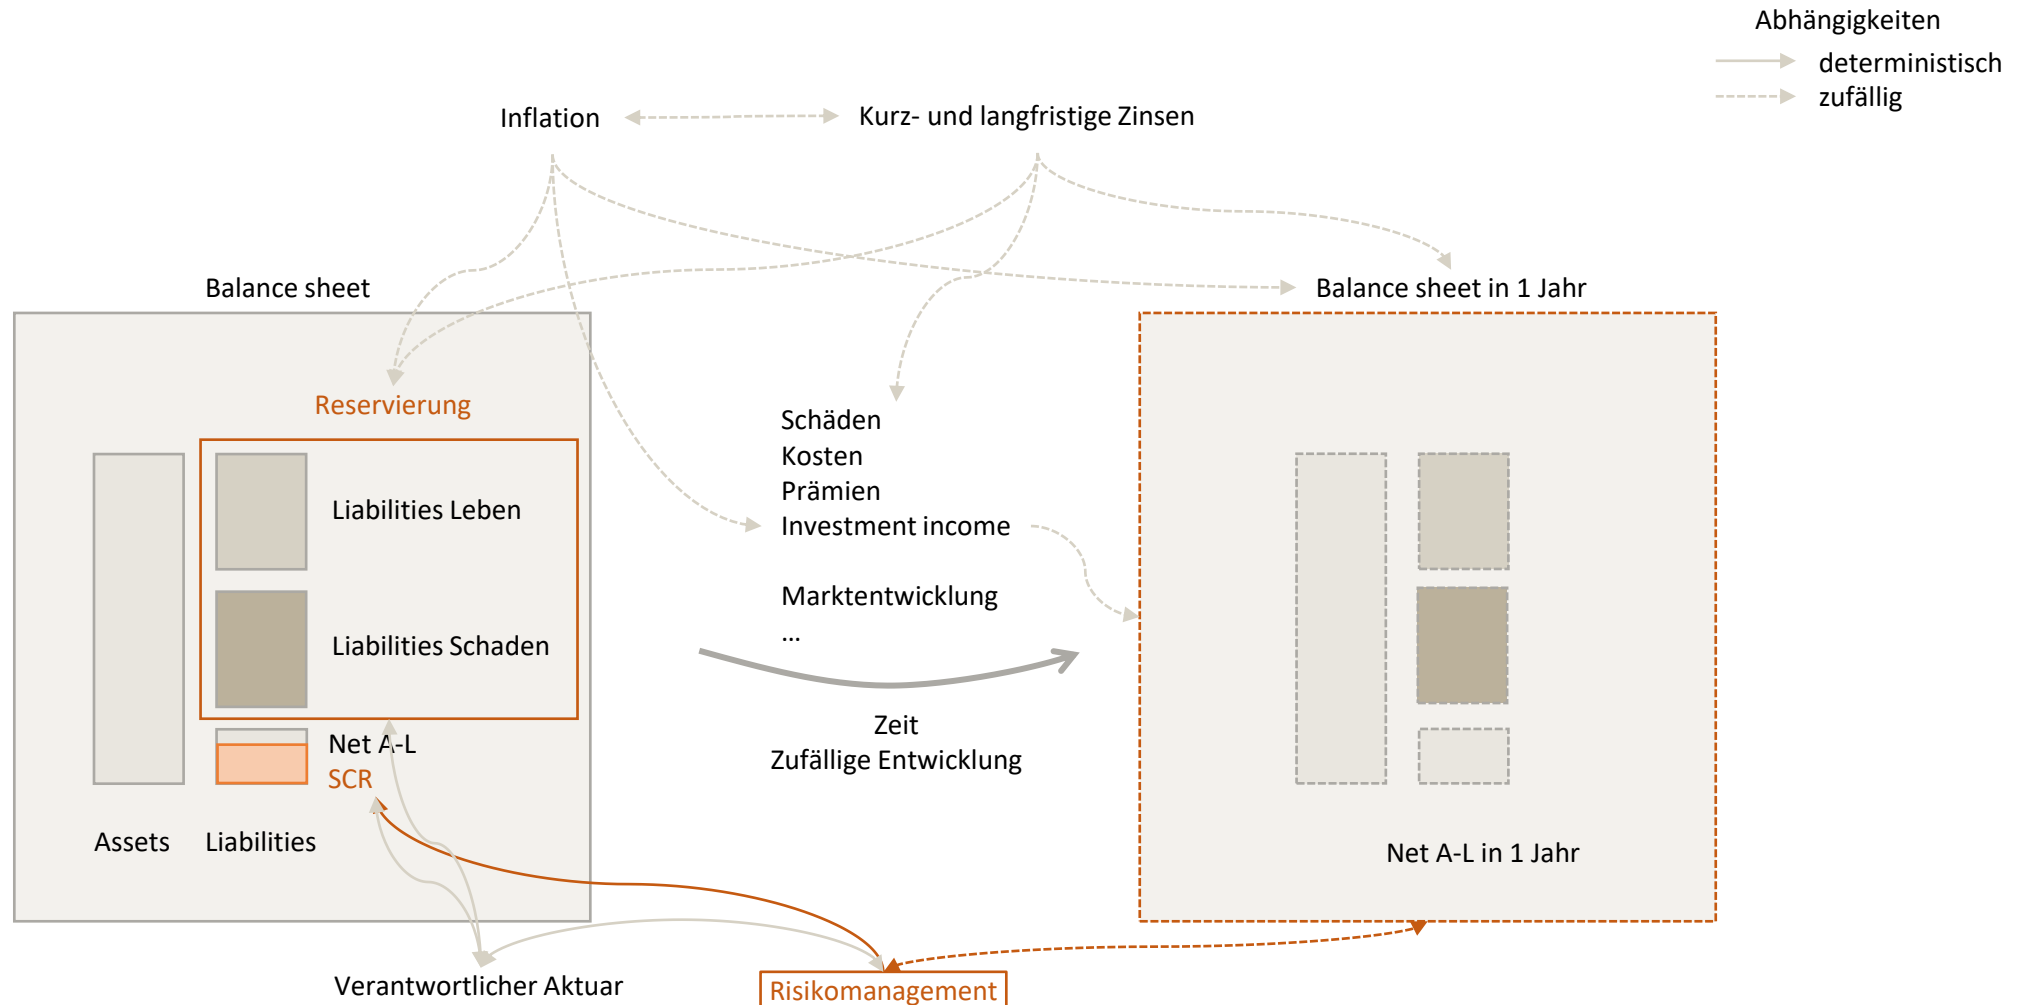 Abhängigkeiten
deterministisch
zufällig
Inflation
Kurz- und langfristige Zinsen
Balance sheet
Balance sheet in 1 Jahr
Reservierung
Liabilities Leben
Liabilities Schaden
Net A-L
SCR
Assets
Liabilities
Schäden
Kosten
Prämien
Investment income
Marktentwicklung
...
Zeit
Zufällige Entwicklung
Net A-L in 1 Jahr
Verantwortlicher Aktuar
Risikomanagement